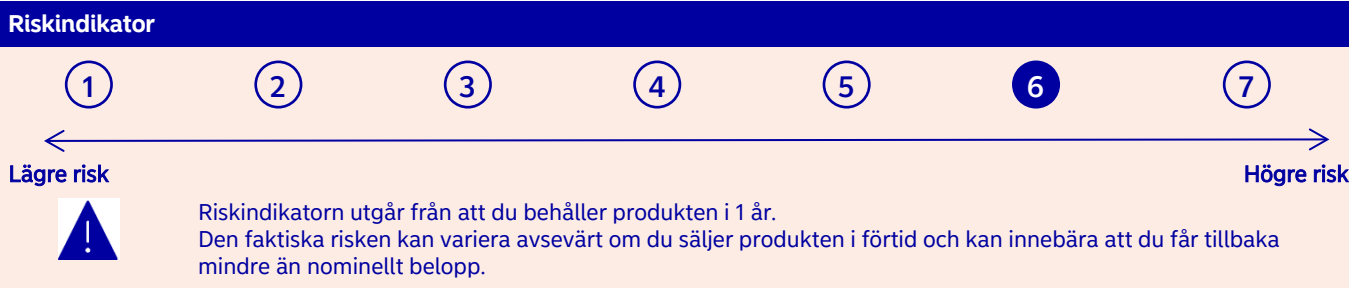 Riskindikator
1 2 3 4 5 6 7
Lägre risk Högre risk
Riskindikatorn utgår från att du behåller produkten i 1 år.
Den faktiska risken kan variera avsevärt om du säljer produkten i förtid och kan innebära att du får tillbaka
mindre än nominellt belopp.